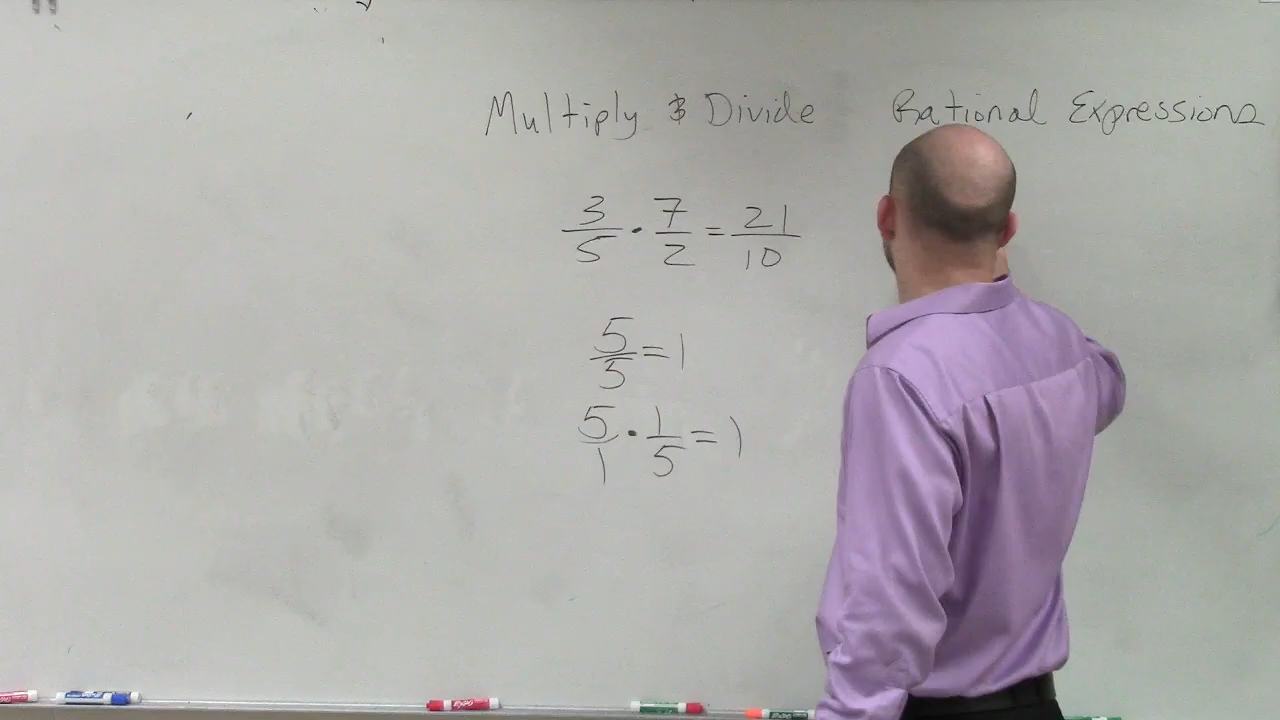 Multiply & Divide Rational Expressions
3/5 · 7/2 = 21/10
5/5 = 1
5/1 · 1/5 = 1